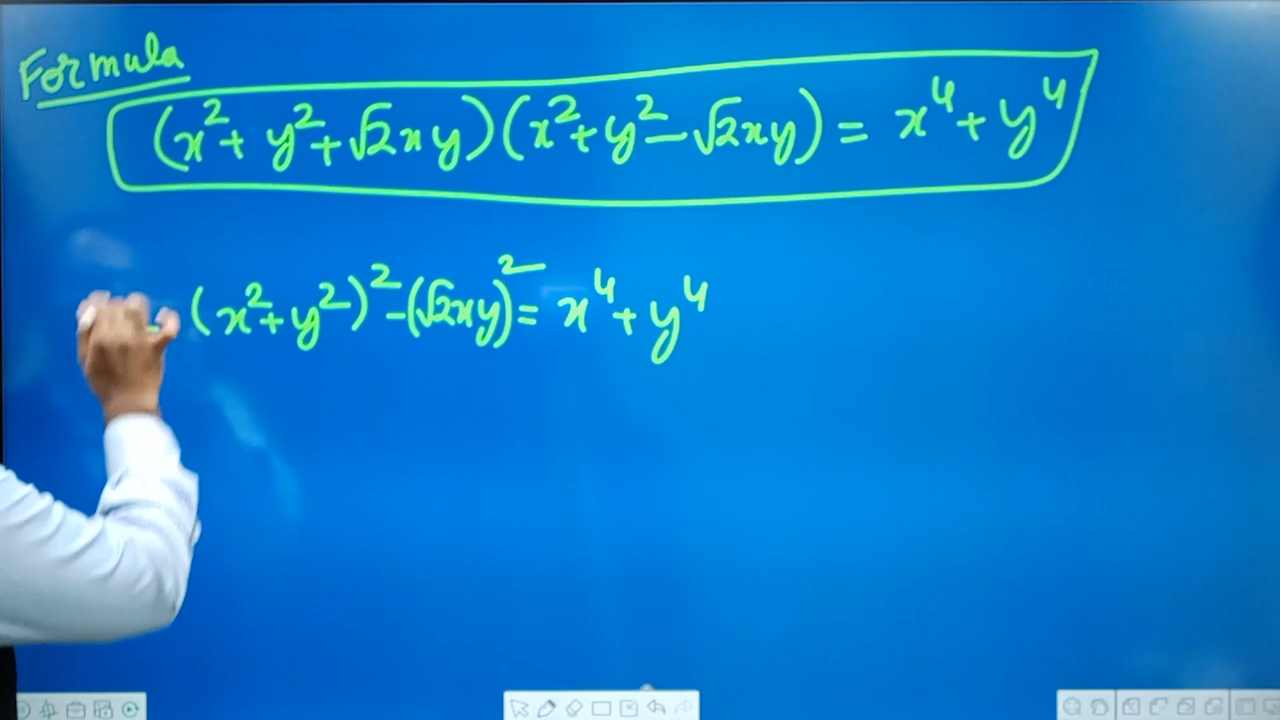 Formula
(x²+y²+√2xy)(x²+y²-√2xy) = x⁴+y⁴
(x²+y²)²-(√2xy)² = x⁴+y⁴